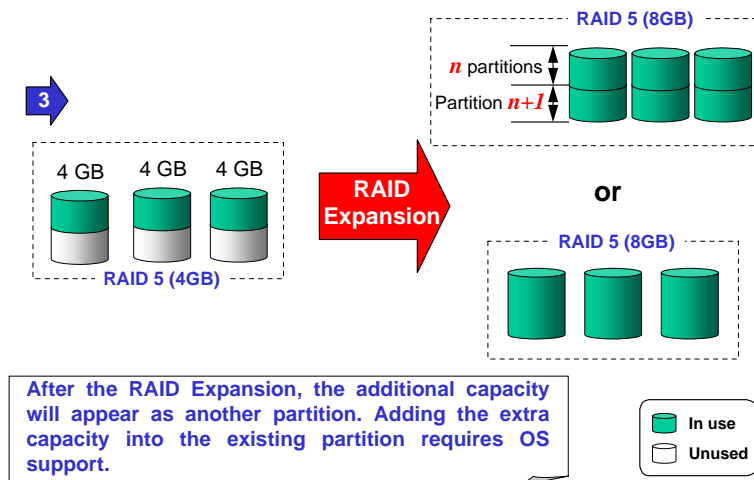 RAID 5 (8GB)
n partitions
Partition n+1
3
4 GB
4 GB
4 GB
RAID 5 (4GB)
RAID
Expansion
or
RAID 5 (8GB)
After the RAID Expansion, the additional capacity
will appear as another partition. Adding the extra
capacity into the existing partition requires OS
support.
In use
Unused